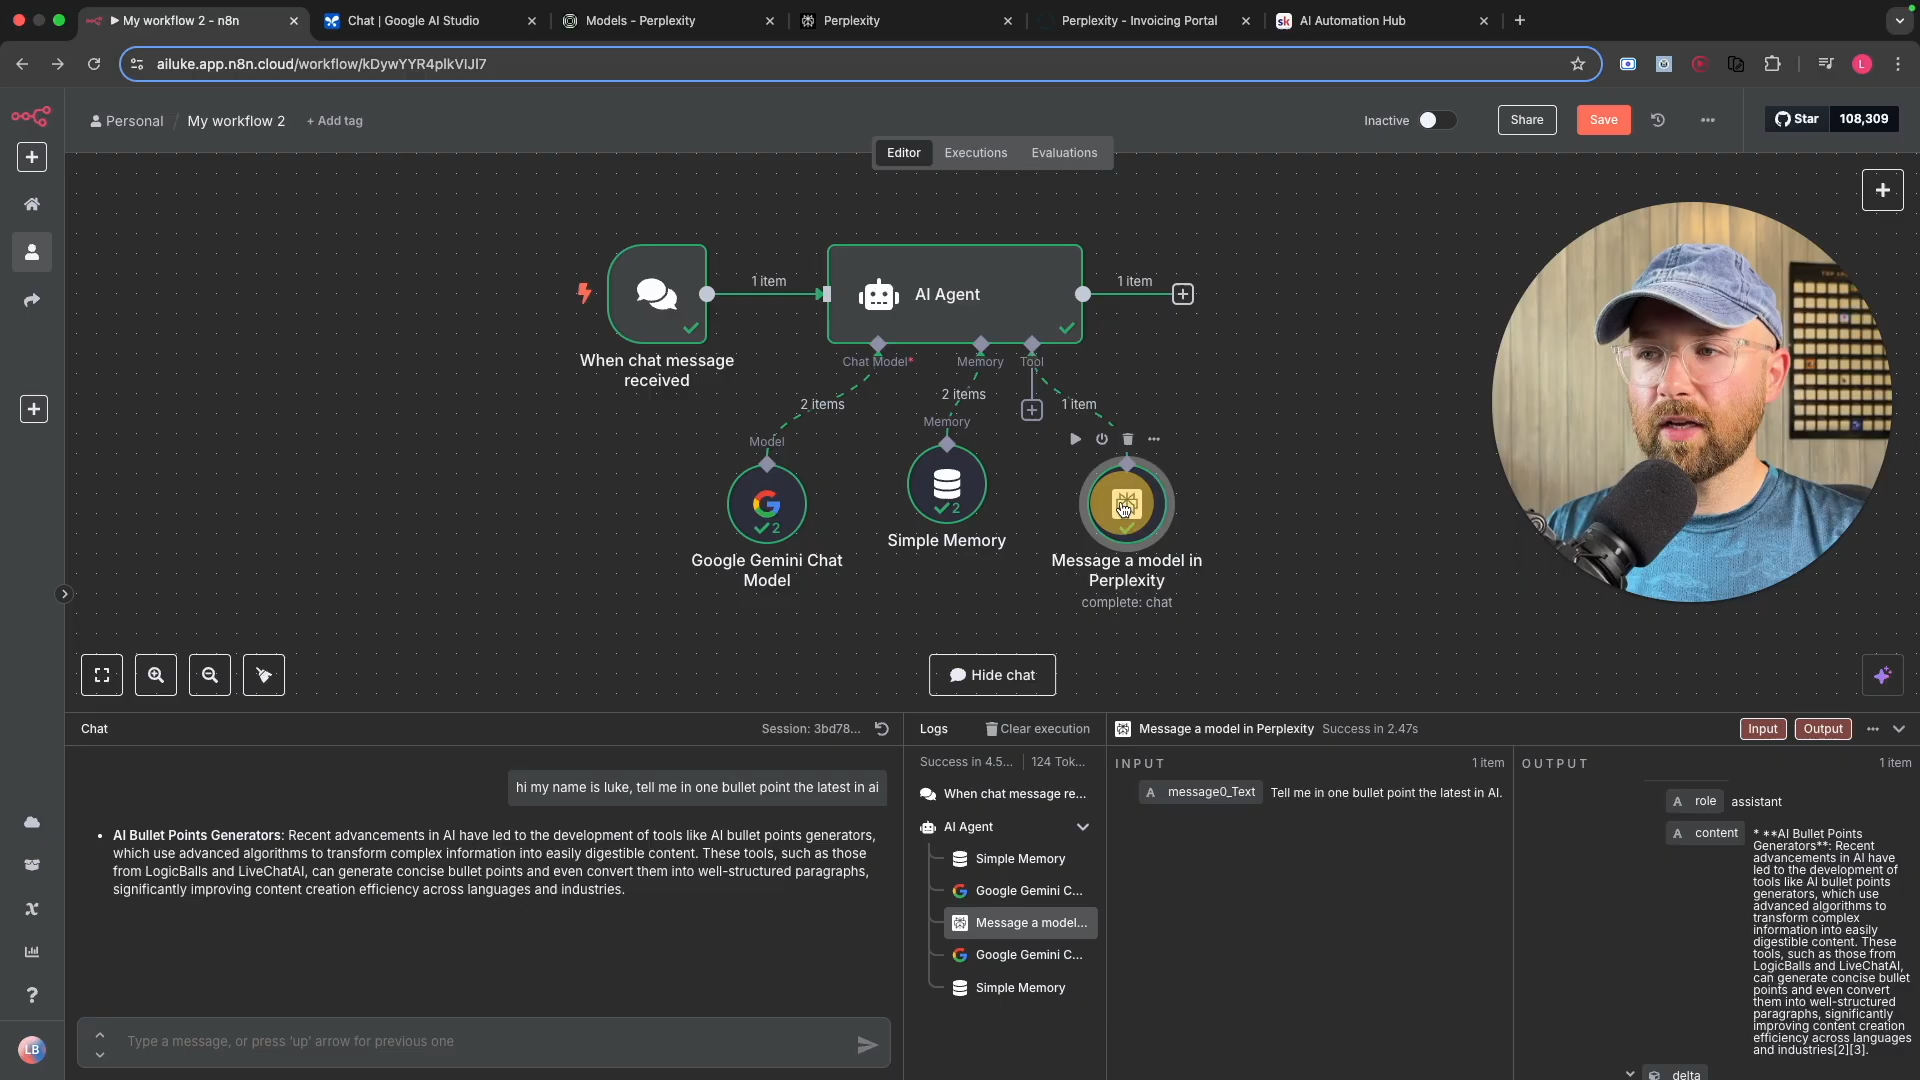 My workflow 2 - n8n
Chat | Google AI Studio
Models - Perplexity
Perplexity
Perplexity - Invoicing Portal
sk
AI Automation Hub
ailuke.app.n8n.cloud/workflow/kDywYYR4plkVlJI7
L
Personal / My workflow 2 + Add tag
Inactive
Share
Save
Star 108,309
Editor Executions Evaluations
1 item
AI Agent
1 item
When chat message
received
Chat Model*
Memory
Tool
2 items
2 items
1 item
Model
Memory
2
2
Google Gemini Chat
Model
Simple Memory
Message a model in
Perplexity
complete: chat
Hide chat
Chat
Session: 3bd78...
hi my name is luke, tell me in one bullet point the latest in ai
• AI Bullet Points Generators: Recent advancements in AI have led to the development of tools like AI bullet points generators,
which use advanced algorithms to transform complex information into easily digestible content. These tools, such as those
from LogicBalls and LiveChatAI, can generate concise bullet points and even convert them into well-structured paragraphs,
significantly improving content creation efficiency across languages and industries.
Type a message, or press 'up' arrow for previous one
LB
Logs
Clear execution
Success in 4.5... 124 Tok...
When chat message re...
AI Agent
Simple Memory
Google Gemini C...
Message a model...
Google Gemini C...
Simple Memory
Message a model in Perplexity Success in 2.47s
Input
Output
INPUT
1 item
A message0_Text Tell me in one bullet point the latest in AI.
OUTPUT
1 item
A role assistant
A content * **AI Bullet Points
Generators**: Recent
advancements in AI have
led to the development of
tools like AI bullet points
generators, which use
advanced algorithms to
transform complex
information into easily
digestible content. These
tools, such as those from
LogicBalls and LiveChatAI,
can generate concise bullet
points and even convert
them into well-structured
paragraphs, significantly
improving content creation
efficiency across languages
and industries[2][3].
delta